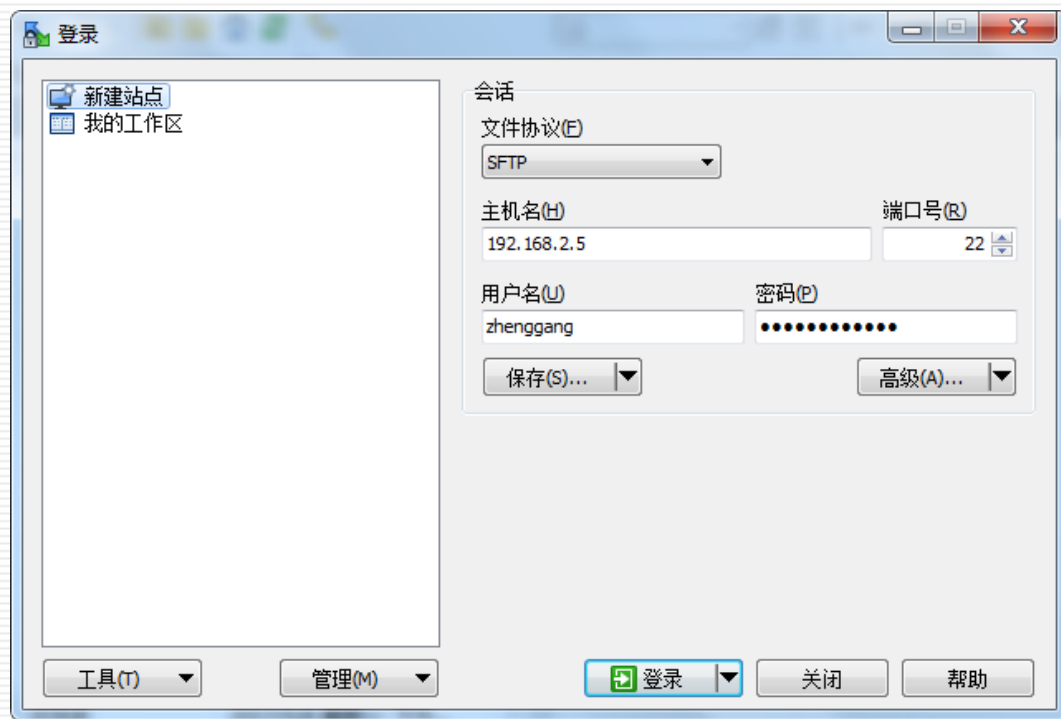 登录
新建站点
我的工作区
会话
文件协议(F)
SFTP
主机名(H) 端口号(R)
192.168.2.5 22
用户名(U) 密码(P)
zhenggang ●●●●●●●●●●●●
保存(S)... 高级(A)...
工具(T) 管理(M) 登录 关闭 帮助